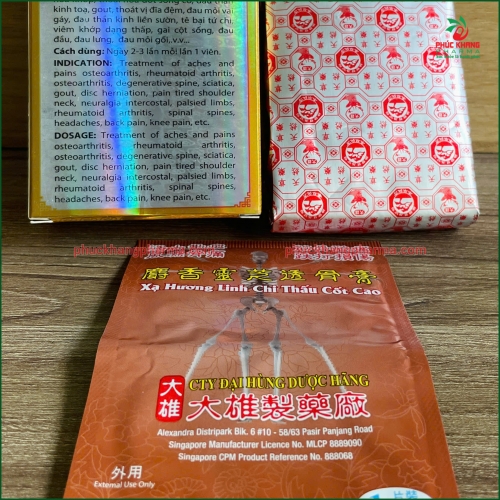 kinh tọa, gout, thoát vị đĩa đệm, đau mỏi vai
gáy, đau thần kinh liên sườn, tê bại tứ chi,
viêm khớp dạng thấp, gai cột sống, đau
đầu, đau lưng, đau mỏi gối,v.v...
Cách dùng: Ngày 2-3 lần mỗi lần 1 viên.
INDICATION: Treatment of aches and
pains osteoarthritis, rheumatoid arthritis,
osteoarthritis, degenerative spine, sciatica,
gout, disc herniation, pain tired shoulder
neck, neuralgia intercostal, palsied limbs,
rheumatoid arthritis, spinal spines,
headaches, back pain, knee pain, etc.
DOSAGE: Treatment of aches and pains
osteoarthritis, rheumatoid arthritis,
osteoarthritis, degenerative spine, sciatica,
gout, disc herniation, pain tired shoulder
neck, neuralgia intercostal, palsied limbs,
rheumatoid arthritis, spinal spines,
headaches, back pain, knee pain, etc.
PHÚC KHANG
PHARMA
麝香靈芝透骨膏
Xạ Hương Linh Chi Thấu Cốt Cao
CTY ĐẠI HÙNG DƯỢC HÃNG
大雄
大雄製藥廠
Alexandra Distripark Blk. 6 #10 - 58/63 Pasir Panjang Road
Singapore Manufacturer Licence No. MLCP 8889090
Singapore CPM Product Reference No. 888068
外用
External Use Only